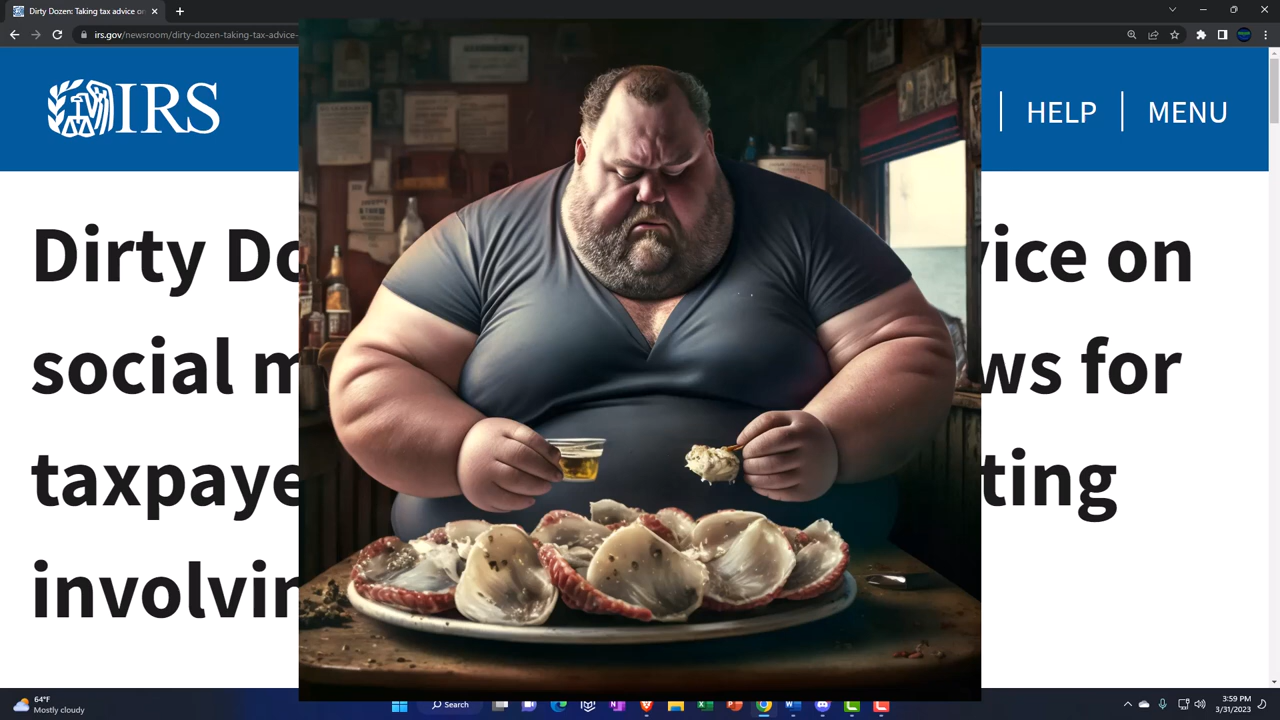 Dirty Dozen: Taking tax advice on
irs.gov/newsroom/dirty-dozen-taking-tax-advice-
IRS
HELP
MENU
Dirty Do vice on
social m ws for
taxpaye ting
involvin
64°F
Mostly cloudy
Search
3:59 PM
3/31/2023